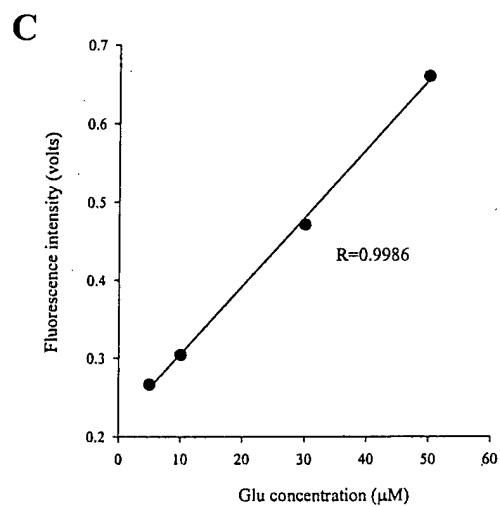 C
0.7
0.6
0.5
0.4
0.3
0.2
Fluorescence intensity (volts)
R=0.9986
0 10 20 30 40 50 60
Glu concentration (μM)